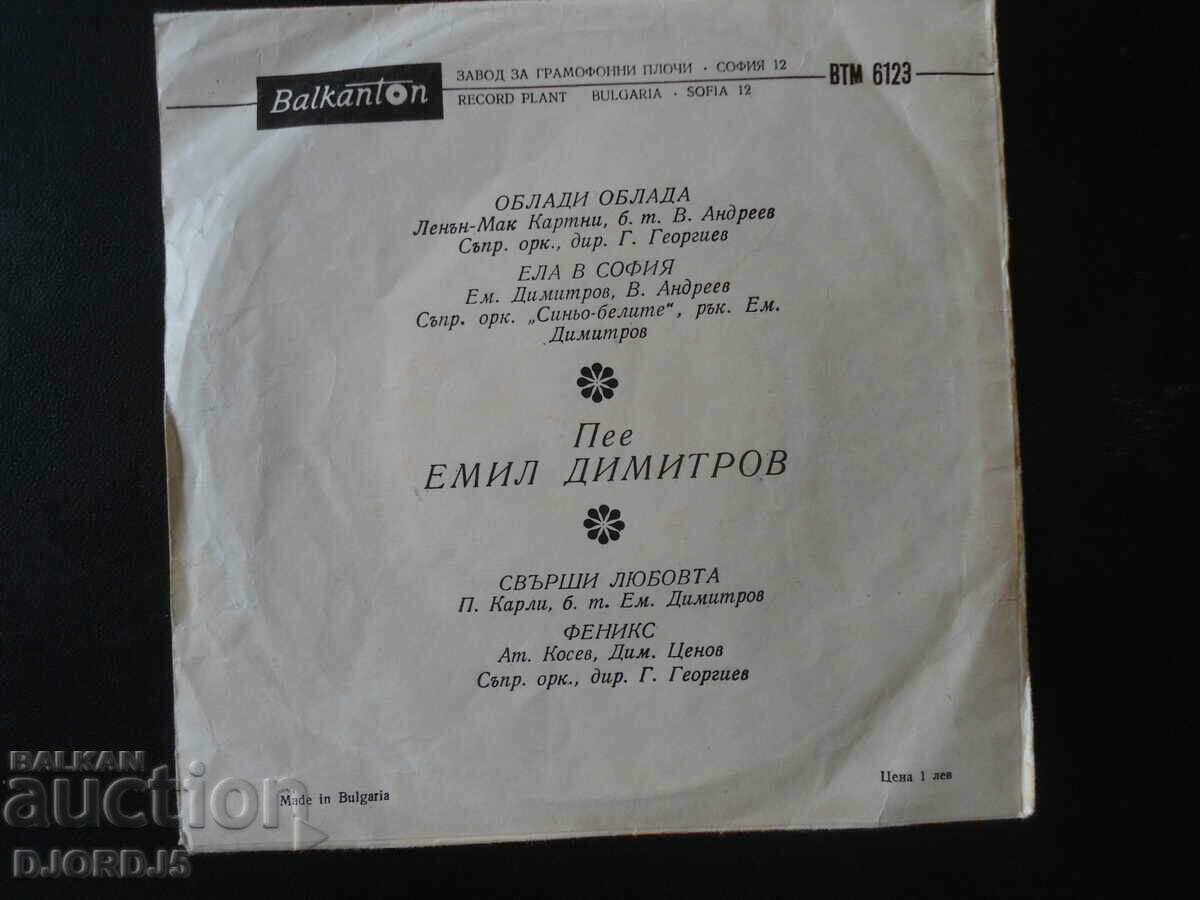 Balkanton
ЗАВОД ЗА ГРАМОФОННИ ПЛОЧИ · СОФИЯ 12
RECORD PLANT BULGARIA · SOFIA 12
ВТМ 6123
ОБЛАДИ ОБЛАДА
Ленън-Мак Картни, б. т. В. Андреев
Съпр. орк., дир. Г. Георгиев
ЕЛА В СОФИЯ
Ем. Димитров, В. Андреев
Съпр. орк. „Синьо-белите“, рък. Ем.
Димитров
Пее
ЕМИЛ ДИМИТРОВ
СВЪРШИ ЛЮБОВТА
П. Карли, б. т. Ем. Димитров
ФЕНИКС
Ат. Косев, Дим. Ценов
Съпр. орк., дир. Г. Георгиев
Made in Bulgaria
Цена 1 лев
BALKAN
auction
DJORDJ5